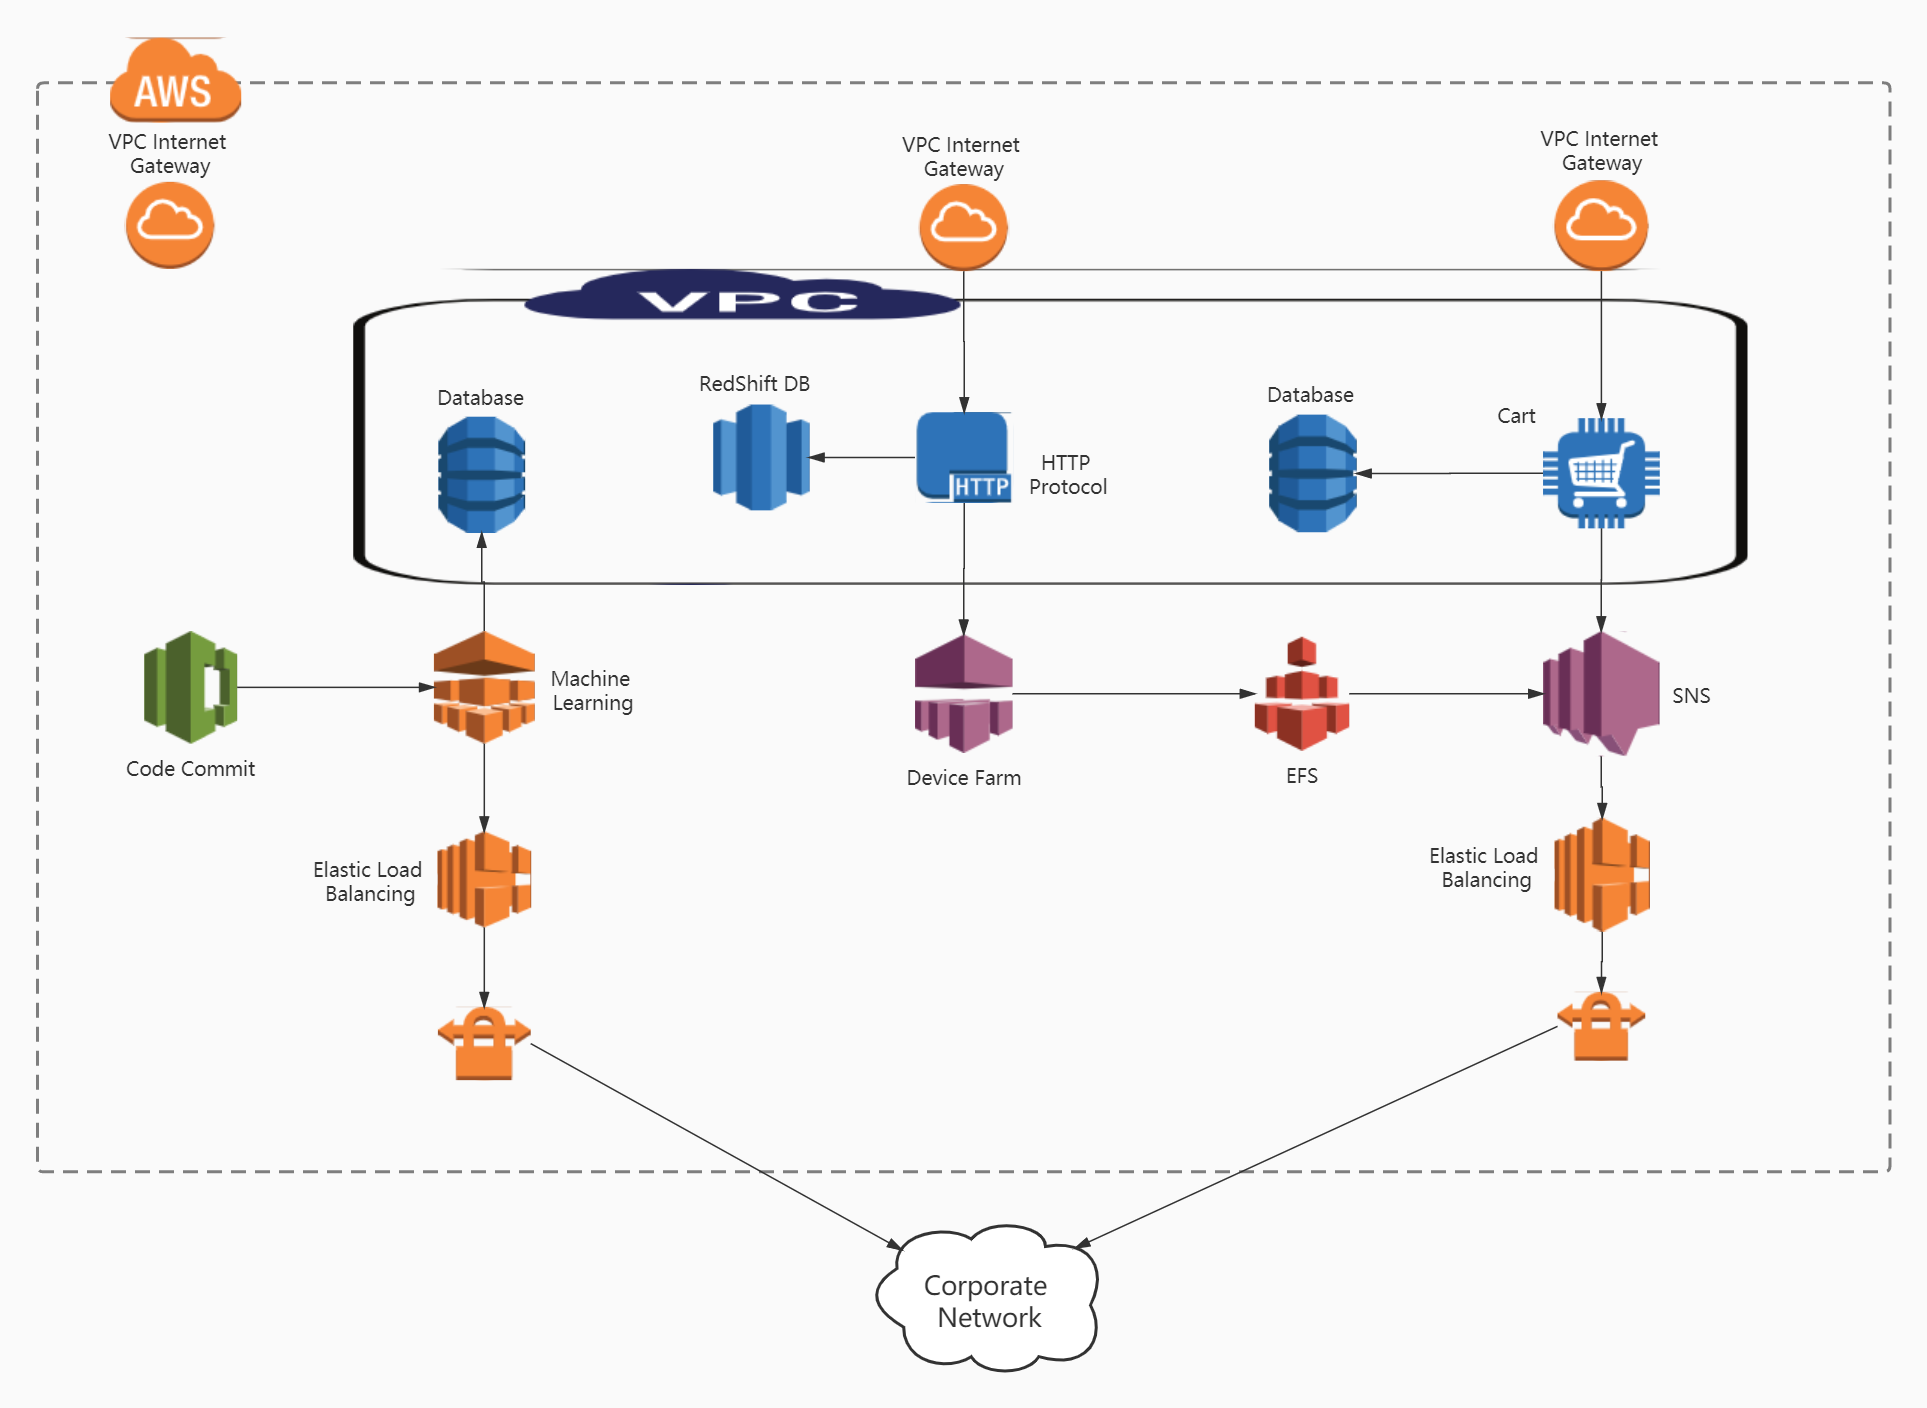 AWS
VPC Internet
Gateway
VPC Internet
Gateway
VPC Internet
Gateway
VPC
Database
RedShift DB
HTTP
HTTP
Protocol
Database
Cart
Code Commit
Machine
Learning
Device Farm
EFS
SNS
Elastic Load
Balancing
Elastic Load
Balancing
Corporate
Network